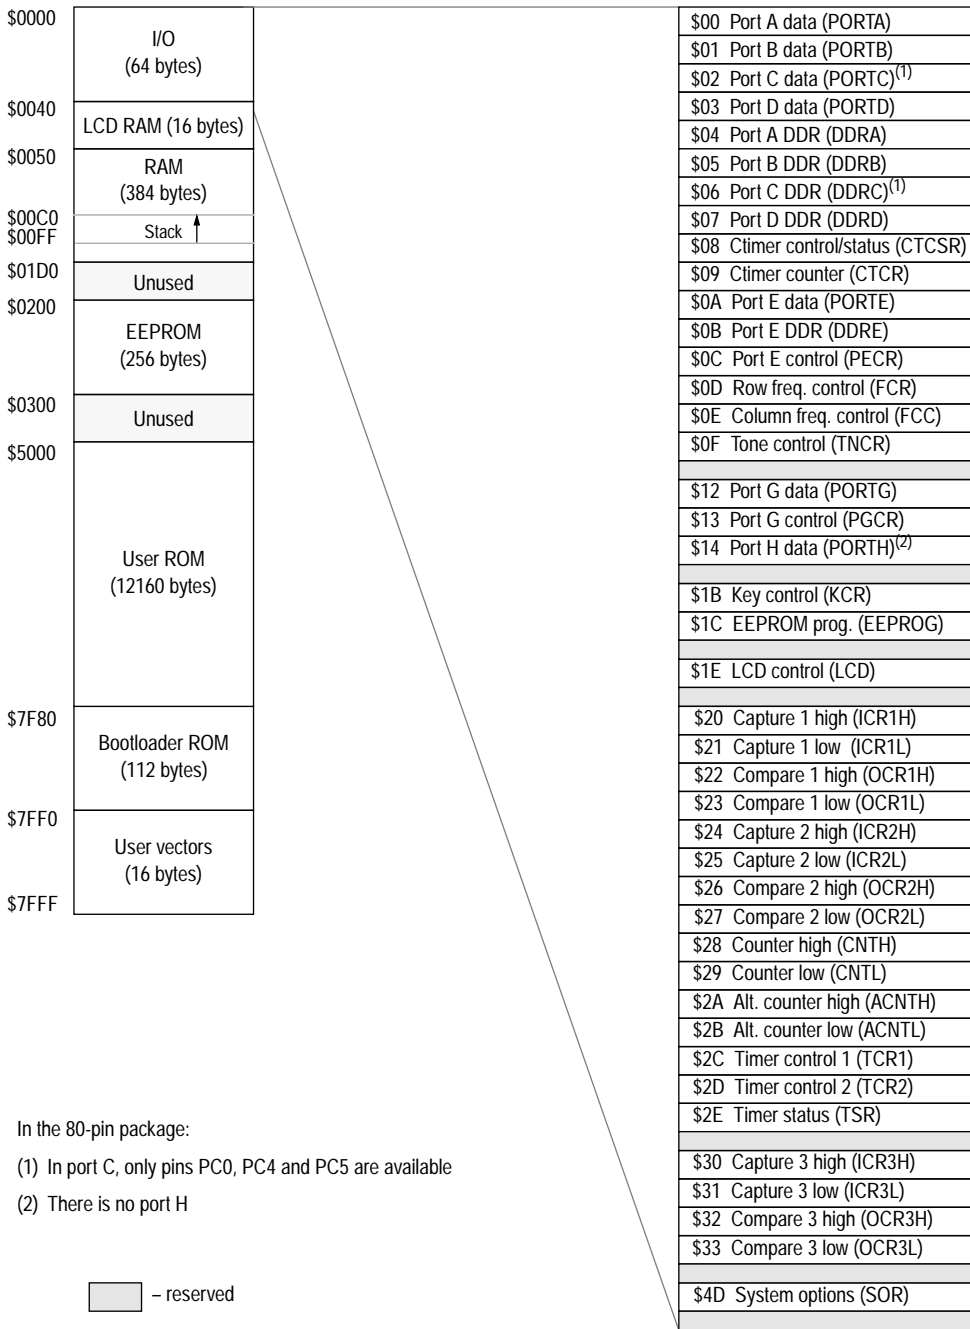 $0000
I/O
(64 bytes)
$0040
LCD RAM (16 bytes)
$0050
RAM
(384 bytes)
$00C0
$00FF
Stack
$01D0
Unused
$0200
EEPROM
(256 bytes)
$0300
Unused
$5000
User ROM
(12160 bytes)
$7F80
Bootloader ROM
(112 bytes)
$7FF0
User vectors
(16 bytes)
$7FFF
In the 80-pin package:
(1) In port C, only pins PC0, PC4 and PC5 are available
(2) There is no port H
– reserved
$00 Port A data (PORTA)
$01 Port B data (PORTB)
$02 Port C data (PORTC)(1)
$03 Port D data (PORTD)
$04 Port A DDR (DDRA)
$05 Port B DDR (DDRB)
$06 Port C DDR (DDRC)(1)
$07 Port D DDR (DDRD)
$08 Ctimer control/status (CTCSR)
$09 Ctimer counter (CTCR)
$0A Port E data (PORTE)
$0B Port E DDR (DDRE)
$0C Port E control (PECR)
$0D Row freq. control (FCR)
$0E Column freq. control (FCC)
$0F Tone control (TNCR)
$12 Port G data (PORTG)
$13 Port G control (PGCR)
$14 Port H data (PORTH)(2)
$1B Key control (KCR)
$1C EEPROM prog. (EEPROG)
$1E LCD control (LCD)
$20 Capture 1 high (ICR1H)
$21 Capture 1 low (ICR1L)
$22 Compare 1 high (OCR1H)
$23 Compare 1 low (OCR1L)
$24 Capture 2 high (ICR2H)
$25 Capture 2 low (ICR2L)
$26 Compare 2 high (OCR2H)
$27 Compare 2 low (OCR2L)
$28 Counter high (CNTH)
$29 Counter low (CNTL)
$2A Alt. counter high (ACNTH)
$2B Alt. counter low (ACNTL)
$2C Timer control 1 (TCR1)
$2D Timer control 2 (TCR2)
$2E Timer status (TSR)
$30 Capture 3 high (ICR3H)
$31 Capture 3 low (ICR3L)
$32 Compare 3 high (OCR3H)
$33 Compare 3 low (OCR3L)
$4D System options (SOR)